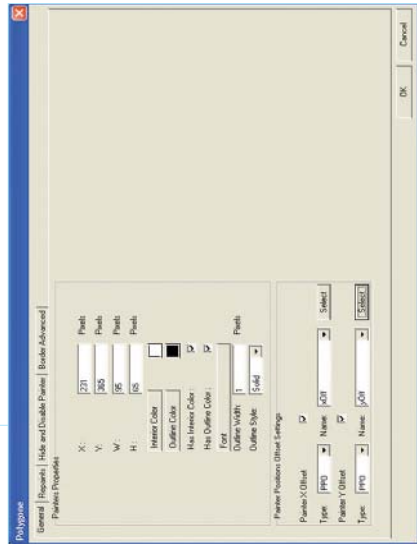 Polygone
General Repaints Hide and Disable Painter Border Advanced
Painters Properties
X: 231 Pixels
Y: 365 Pixels
W: 95 Pixels
H: 65 Pixels
Interior Color
Outline Color
Has Interior Color:
Has Outline Color:
Font
Outline Width: 1 Pixels
Outline Style: Solid
Painter Positions Offset Settings
Painter X Offset
Type: PPO Name: xOff Select
Painter Y Offset
Type: PPO Name: yOff Select
OK Cancel